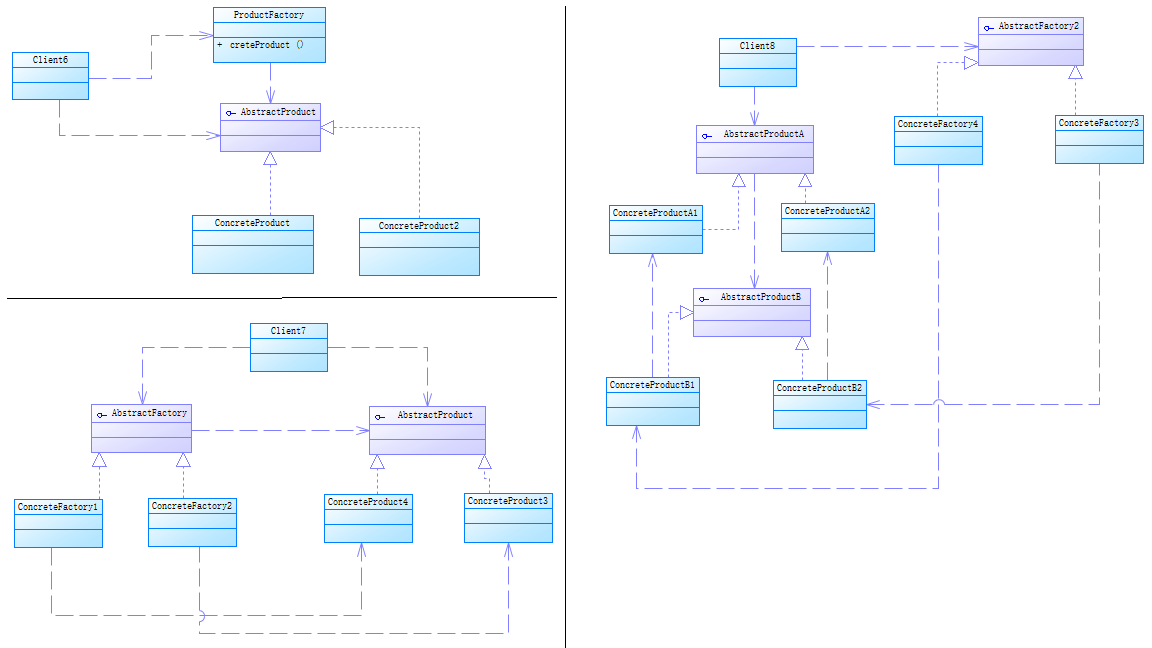 ProductFactory
+ creteProduct ()
Client6
AbstractProduct
ConcreteProduct
ConcreteProduct2
Client7
AbstractFactory
AbstractProduct
ConcreteFactory1
ConcreteFactory2
ConcreteProduct4
ConcreteProduct3
AbstractFactory2
Client8
ConcreteFactory4
ConcreteFactory3
AbstractProductA
ConcreteProductA1
ConcreteProductA2
AbstractProductB
ConcreteProductB1
ConcreteProductB2